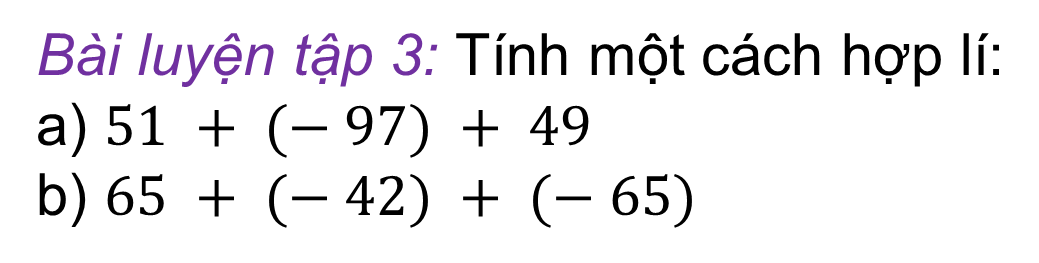 Bài luyện tập 3: Tính một cách hợp lí:
a) 51 + (− 97) + 49
b) 65 + (− 42) + (− 65)